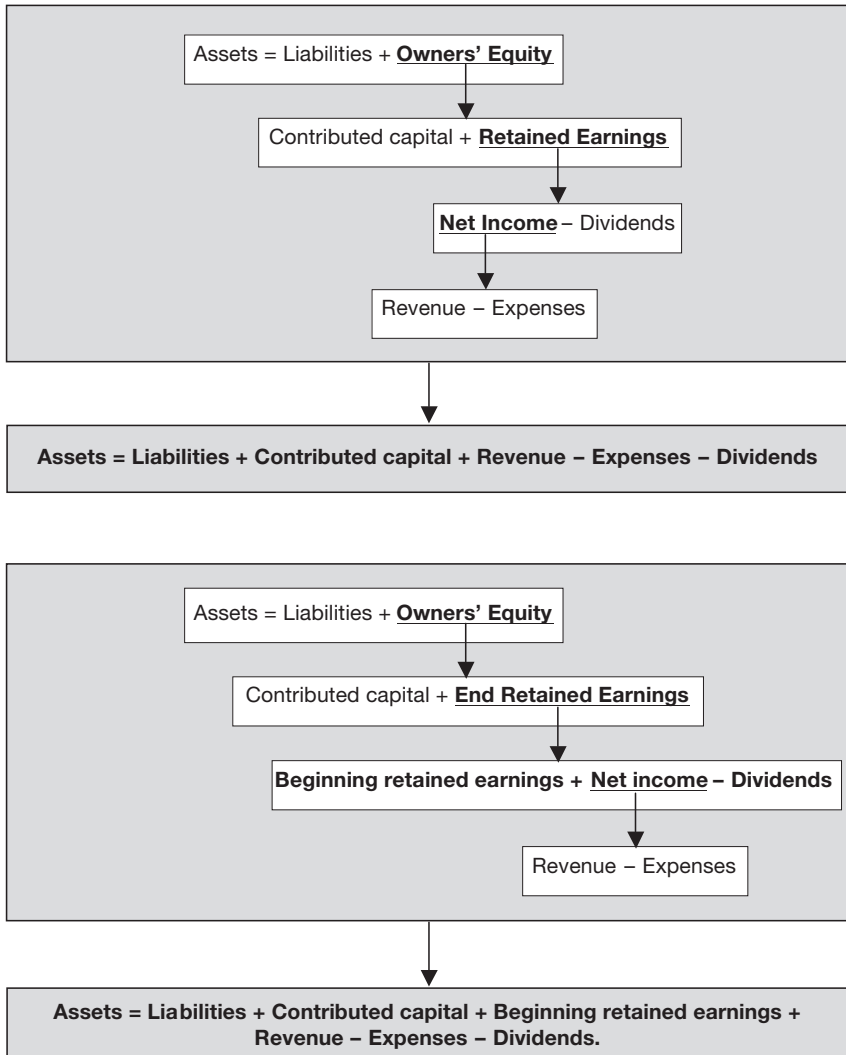 Assets = Liabilities + Owners’ Equity
Contributed capital + Retained Earnings
Net Income – Dividends
Revenue – Expenses
Assets = Liabilities + Contributed capital + Revenue – Expenses – Dividends
Assets = Liabilities + Owners’ Equity
Contributed capital + End Retained Earnings
Beginning retained earnings + Net income – Dividends
Revenue – Expenses
Assets = Liabilities + Contributed capital + Beginning retained earnings +
Revenue – Expenses – Dividends.